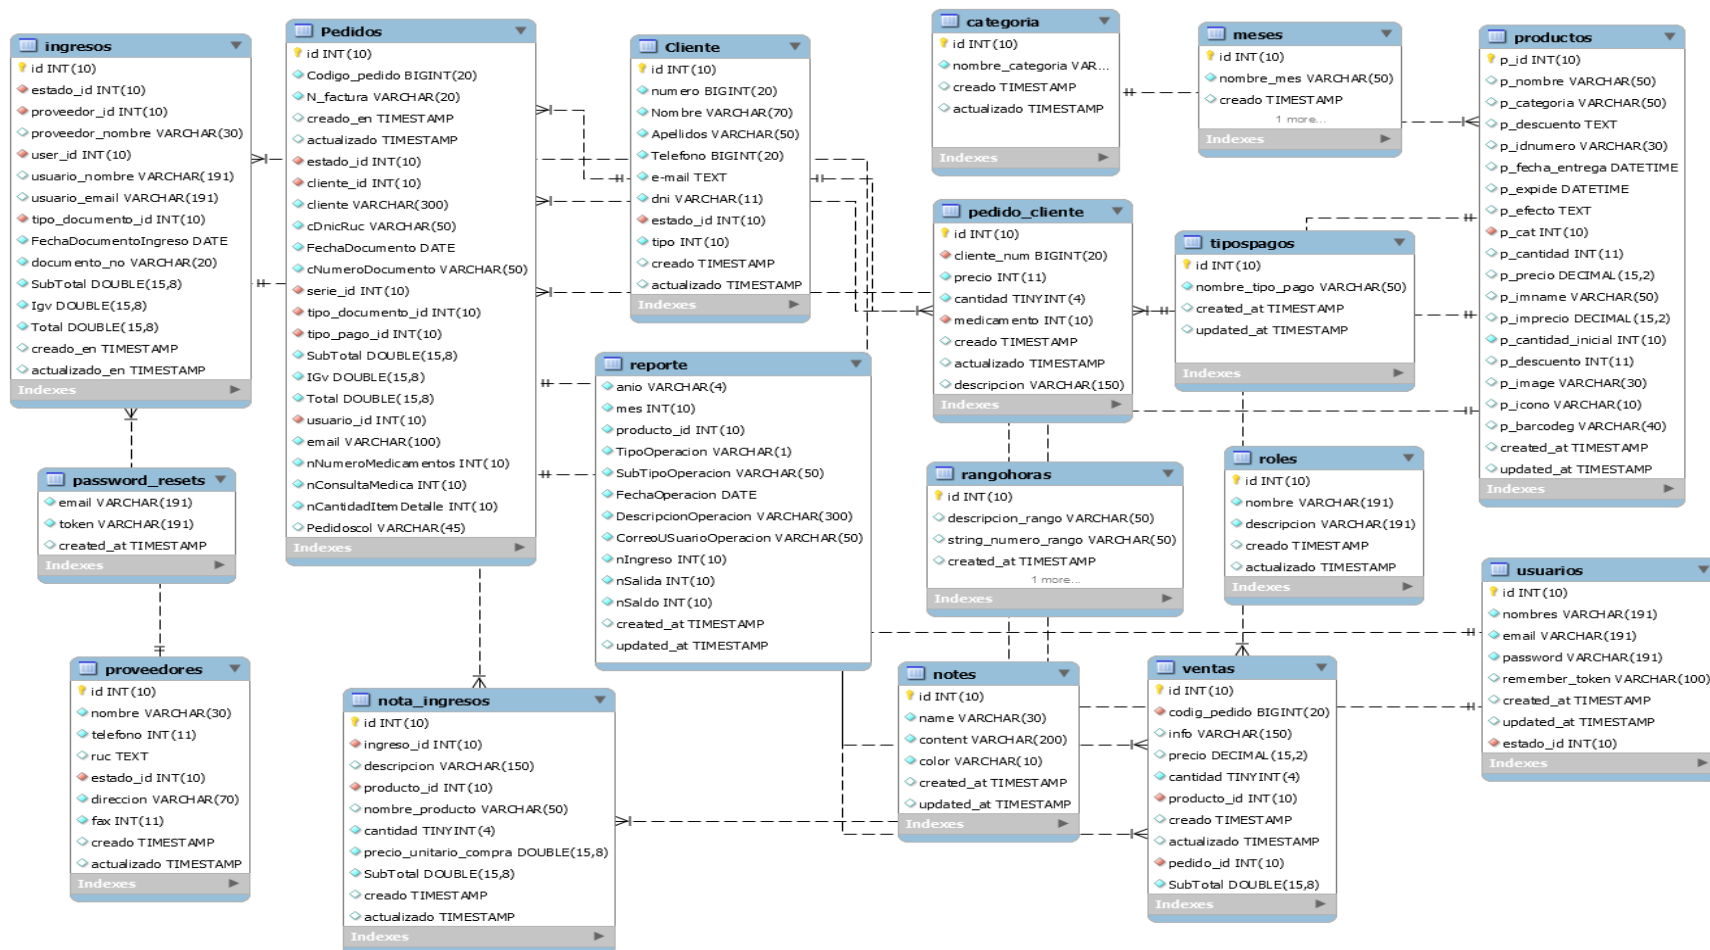 ingresos
id INT(10)
estado_id INT(10)
proveedor_id INT(10)
proveedor_nombre VARCHAR(30)
user_id INT(10)
usuario_nombre VARCHAR(191)
usuario_email VARCHAR(191)
tipo_documento_id INT(10)
FechaDocumentoIngreso DATE
documento_no VARCHAR(20)
SubTotal DOUBLE(15,8)
Igv DOUBLE(15,8)
Total DOUBLE(15,8)
creado_en TIMESTAMP
actualizado_en TIMESTAMP
Indexes
password_resets
email VARCHAR(191)
token VARCHAR(191)
created_at TIMESTAMP
Indexes
proveedores
id INT(10)
nombre VARCHAR(30)
telefono INT(11)
ruc TEXT
estado_id INT(10)
direccion VARCHAR(70)
fax INT(11)
creado TIMESTAMP
actualizado TIMESTAMP
Indexes
Pedidos
id INT(10)
Codigo_pedido BIGINT(20)
N_factura VARCHAR(20)
creado_en TIMESTAMP
actualizado TIMESTAMP
estado_id INT(10)
cliente_id INT(10)
cliente VARCHAR(300)
cDnicRuc VARCHAR(50)
FechaDocumento DATE
cNumeroDocumento VARCHAR(50)
serie_id INT(10)
tipo_documento_id INT(10)
tipo_pago_id INT(10)
SubTotal DOUBLE(15,8)
IGv DOUBLE(15,8)
Total DOUBLE(15,8)
usuario_id INT(10)
email VARCHAR(100)
nNumeroMedicamentos INT(10)
nConsultaMedica INT(10)
nCantidadItemDetalle INT(10)
Pedidoscol VARCHAR(45)
Indexes
nota_ingresos
id INT(10)
ingreso_id INT(10)
descripcion VARCHAR(150)
producto_id INT(10)
nombre_producto VARCHAR(50)
cantidad TINYINT(4)
precio_unitario_compra DOUBLE(15,8)
SubTotal DOUBLE(15,8)
creado TIMESTAMP
actualizado TIMESTAMP
Indexes
Cliente
id INT(10)
numero BIGINT(20)
Nombre VARCHAR(70)
Apellidos VARCHAR(50)
Telefono BIGINT(20)
e-mail TEXT
dni VARCHAR(11)
estado_id INT(10)
tipo INT(10)
creado TIMESTAMP
actualizado TIMESTAMP
Indexes
reporte
anio VARCHAR(4)
mes INT(10)
producto_id INT(10)
TipoOperacion VARCHAR(1)
SubTipoOperacion VARCHAR(50)
FechaOperacion DATE
DescripcionOperacion VARCHAR(300)
CorreoUSuarioOperacion VARCHAR(50)
nIngreso INT(10)
nSalida INT(10)
nSaldo INT(10)
created_at TIMESTAMP
updated_at TIMESTAMP
categoria
id INT(10)
nombre_categoria VAR...
creado TIMESTAMP
actualizado TIMESTAMP
Indexes
pedido_cliente
id INT(10)
cliente_num BIGINT(20)
precio INT(11)
cantidad TINYINT(4)
medicamento INT(10)
creado TIMESTAMP
actualizado TIMESTAMP
descripcion VARCHAR(150)
Indexes
rangohoras
id INT(10)
descripcion_rango VARCHAR(50)
string_numero_rango VARCHAR(50)
created_at TIMESTAMP
1 more...
Indexes
notes
id INT(10)
name VARCHAR(30)
content VARCHAR(200)
color VARCHAR(10)
created_at TIMESTAMP
updated_at TIMESTAMP
Indexes
meses
id INT(10)
nombre_mes VARCHAR(50)
creado TIMESTAMP
1 more...
Indexes
tipospagos
id INT(10)
nombre_tipo_pago VARCHAR(50)
created_at TIMESTAMP
updated_at TIMESTAMP
Indexes
roles
id INT(10)
nombre VARCHAR(191)
descripcion VARCHAR(191)
creado TIMESTAMP
actualizado TIMESTAMP
Indexes
ventas
id INT(10)
codig_pedido BIGINT(20)
info VARCHAR(150)
precio DECIMAL(15,2)
cantidad TINYINT(4)
producto_id INT(10)
creado TIMESTAMP
actualizado TIMESTAMP
pedido_id INT(10)
SubTotal DOUBLE(15,8)
Indexes
productos
p_id INT(10)
p_nombre VARCHAR(50)
p_categoria VARCHAR(50)
p_descuento TEXT
p_idnumero VARCHAR(30)
p_fecha_entrega DATETIME
p_expide DATETIME
p_efecto TEXT
p_cat INT(10)
p_cantidad INT(11)
p_precio DECIMAL(15,2)
p_imname VARCHAR(50)
p_imprecio DECIMAL(15,2)
p_cantidad_inicial INT(10)
p_descuento INT(11)
p_image VARCHAR(30)
p_icono VARCHAR(10)
p_barcodeg VARCHAR(40)
created_at TIMESTAMP
updated_at TIMESTAMP
Indexes
usuarios
id INT(10)
nombres VARCHAR(191)
email VARCHAR(191)
password VARCHAR(191)
remember_token VARCHAR(100)
created_at TIMESTAMP
updated_at TIMESTAMP
estado_id INT(10)
Indexes